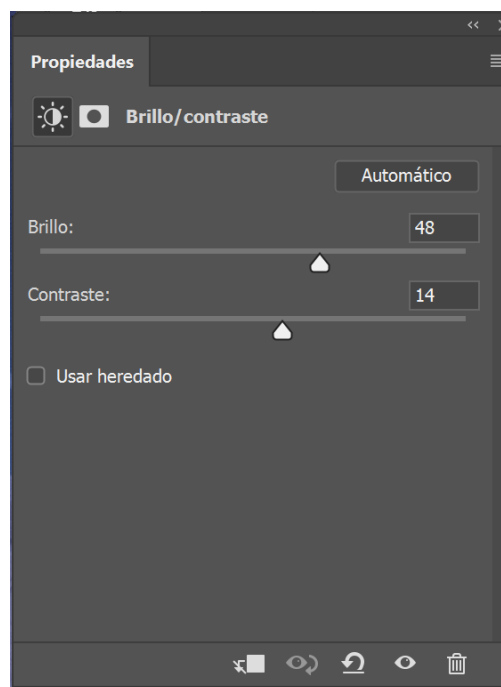 Propiedades
Brillo/contraste
Automático
Brillo: 48
Contraste: 14
Usar heredado